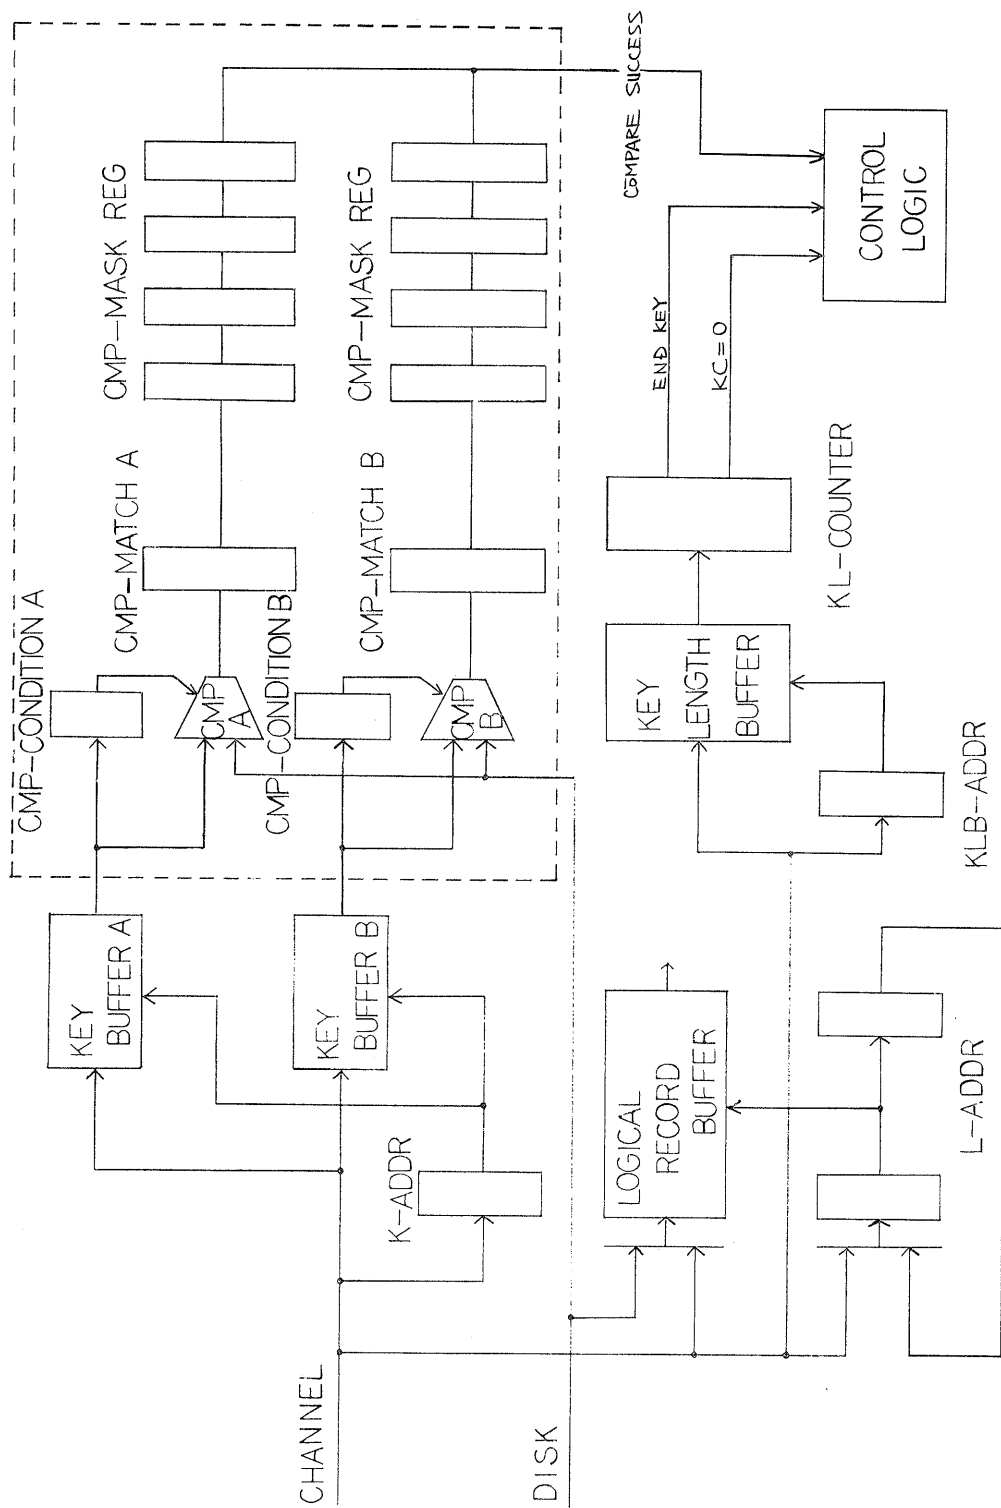 CHANNEL
DISK
KEY
BUFFER A
KEY
BUFFER B
K-ADDR
CMP-CONDITION A
CMP
A
CMP-CONDITION B
CMP
B
CMP-MATCH A
CMP-MATCH B
CMP-MASK REG
CMP-MASK REG
COMPARE SUCCESS
LOGICAL
RECORD
BUFFER
L-ADDR
KEY
LENGTH
BUFFER
KLB-ADDR
KL-COUNTER
END KEY
KC=0
CONTROL
LOGIC